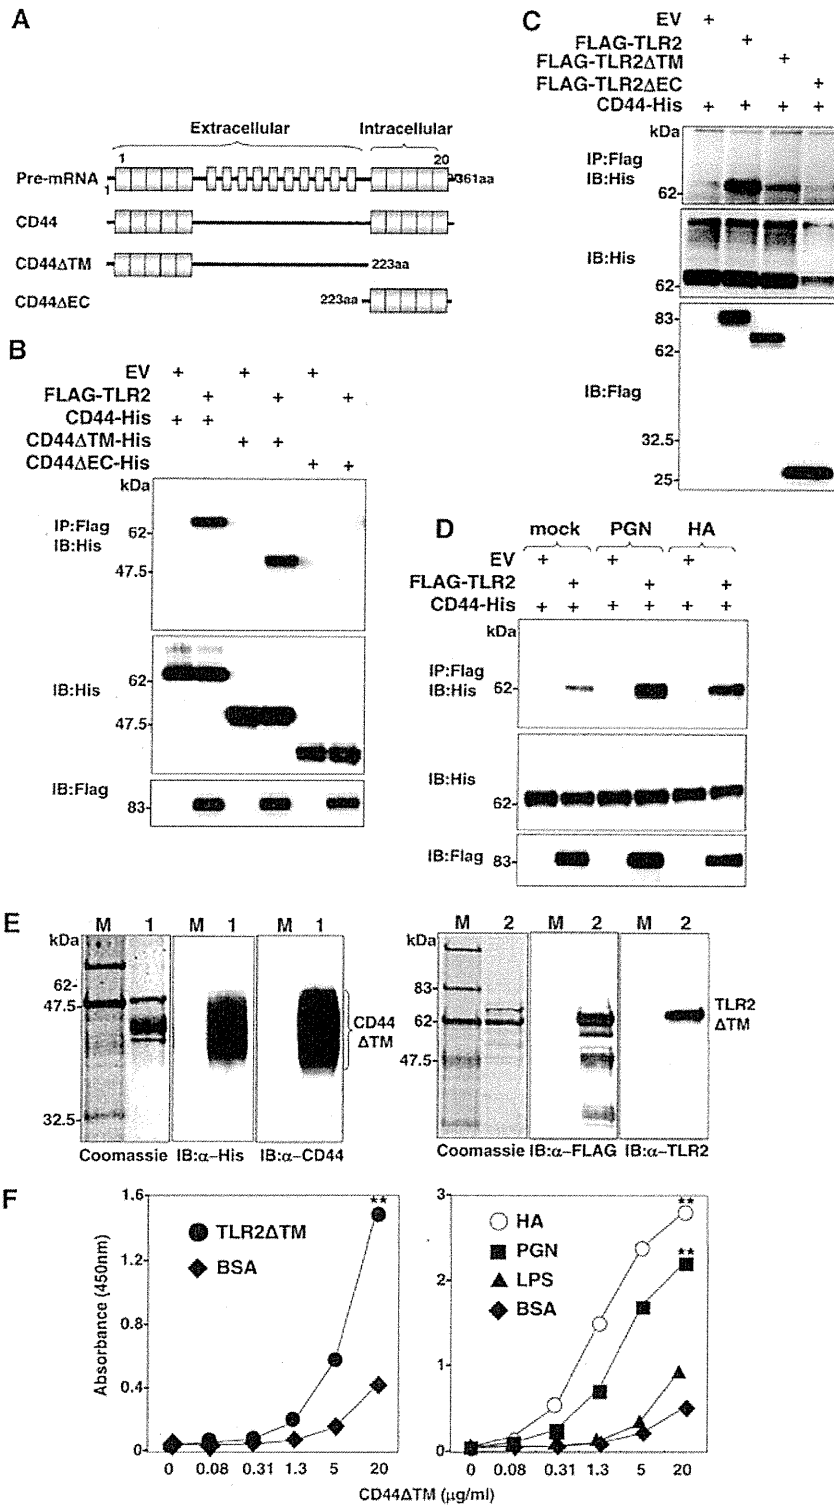 A
Extracellular Intracellular
1 20
Pre-mRNA 361aa
1
CD44
CD44ΔTM 223aa
CD44ΔEC 223aa
B
EV + + +
FLAG-TLR2 + + +
CD44-His + +
CD44ΔTM-His + +
CD44ΔEC-His + +
kDa
IP:Flag
IB:His
62-
47.5-
IB:His
62-
47.5-
IB:Flag
83-
C
EV +
FLAG-TLR2 +
FLAG-TLR2ΔTM +
FLAG-TLR2ΔEC +
CD44-His + + + +
kDa
IP:Flag
IB:His
62-
IB:His
62-
83-
62-
IB:Flag
32.5-
25-
D
mock PGN HA
EV + + +
FLAG-TLR2 + + +
CD44-His + + + + + +
kDa
IP:Flag
IB:His 62-
IB:His
62-
IB:Flag 83-
E
M 1 M 1 M 1
kDa
62-
47.5-
32.5-
CD44
ΔTM
Coomassie IB:α-His IB:α-CD44
M 2 M 2 M 2
kDa
83-
62-
47.5-
TLR2
ΔTM
Coomassie IB:α-FLAG IB:α-TLR2
F
Absorbance (450nm)
1.6
1.2
0.8
0.4
0
**
TLR2ΔTM
BSA
0 0.08 0.31 1.3 5 20
3
2
1
0
**
**
HA
PGN
LPS
BSA
0 0.08 0.31 1.3 5 20
CD44ΔTM (μg/ml)